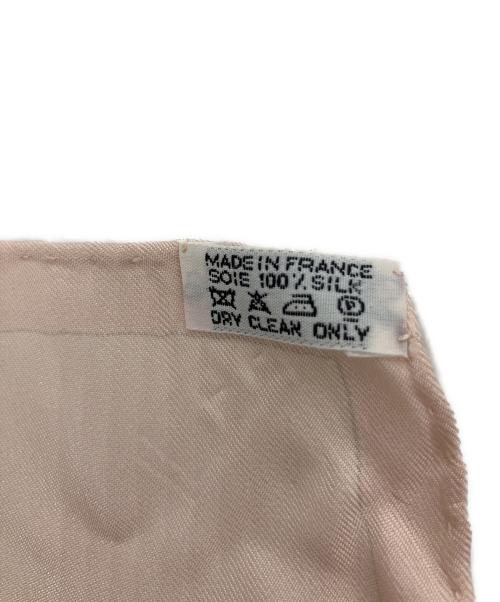 MADE IN FRANCE
SOIE 100 % SILK
P
DRY CLEAN ONLY